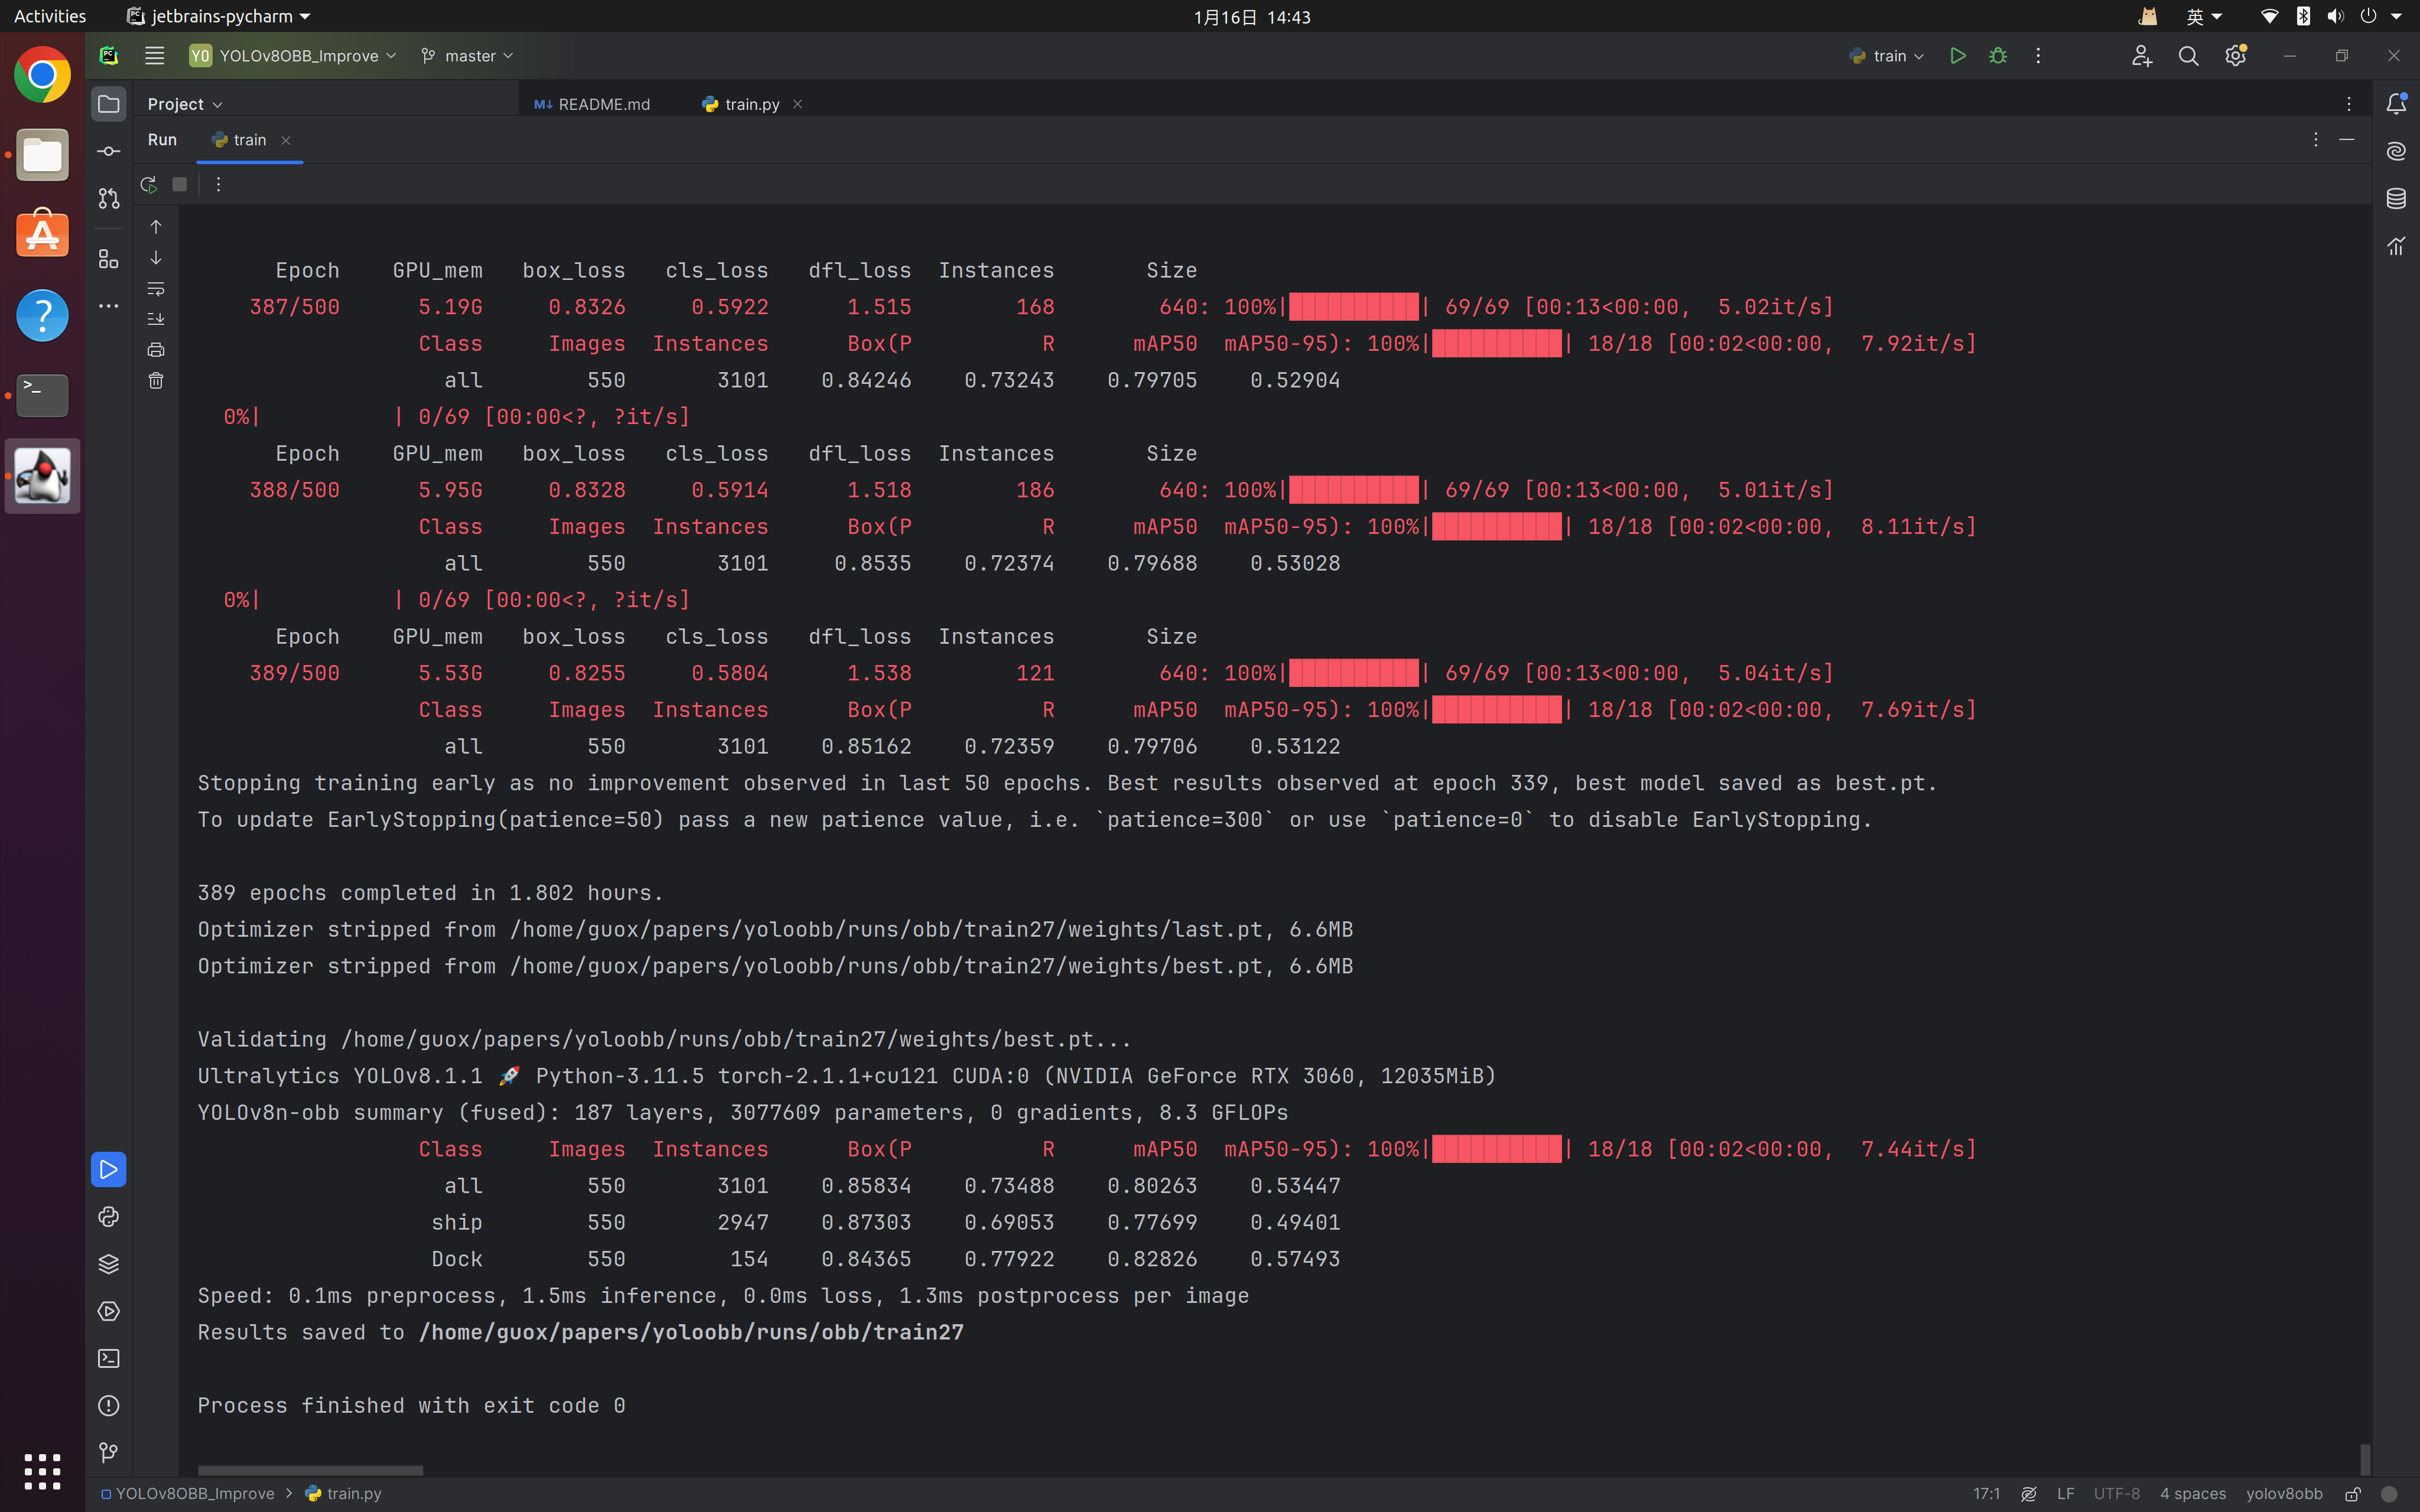 Activities jetbrains-pycharm 1月16日 14:43 英
YO YOLOv8OBB_Improve master train
Project README.md train.py
Run train
Epoch GPU_mem box_loss cls_loss dfl_loss Instances Size
387/500 5.19G 0.8326 0.5922 1.515 168 640: 100%|██████████| 69/69 [00:13<00:00, 5.02it/s]
Class Images Instances Box(P R mAP50 mAP50-95): 100%|██████████| 18/18 [00:02<00:00, 7.92it/s]
all 550 3101 0.84246 0.73243 0.79705 0.52904
0%| | 0/69 [00:00<?, ?it/s]
Epoch GPU_mem box_loss cls_loss dfl_loss Instances Size
388/500 5.95G 0.8328 0.5914 1.518 186 640: 100%|██████████| 69/69 [00:13<00:00, 5.01it/s]
Class Images Instances Box(P R mAP50 mAP50-95): 100%|██████████| 18/18 [00:02<00:00, 8.11it/s]
all 550 3101 0.8535 0.72374 0.79688 0.53028
0%| | 0/69 [00:00<?, ?it/s]
Epoch GPU_mem box_loss cls_loss dfl_loss Instances Size
389/500 5.53G 0.8255 0.5804 1.538 121 640: 100%|██████████| 69/69 [00:13<00:00, 5.04it/s]
Class Images Instances Box(P R mAP50 mAP50-95): 100%|██████████| 18/18 [00:02<00:00, 7.69it/s]
all 550 3101 0.85162 0.72359 0.79706 0.53122
Stopping training early as no improvement observed in last 50 epochs. Best results observed at epoch 339, best model saved as best.pt.
To update EarlyStopping(patience=50) pass a new patience value, i.e. `patience=300` or use `patience=0` to disable EarlyStopping.
389 epochs completed in 1.802 hours.
Optimizer stripped from /home/guox/papers/yoloobb/runs/obb/train27/weights/last.pt, 6.6MB
Optimizer stripped from /home/guox/papers/yoloobb/runs/obb/train27/weights/best.pt, 6.6MB
Validating /home/guox/papers/yoloobb/runs/obb/train27/weights/best.pt...
Ultralytics YOLOv8.1.1 🚀 Python-3.11.5 torch-2.1.1+cu121 CUDA:0 (NVIDIA GeForce RTX 3060, 12035MiB)
YOLOv8n-obb summary (fused): 187 layers, 3077609 parameters, 0 gradients, 8.3 GFLOPs
Class Images Instances Box(P R mAP50 mAP50-95): 100%|██████████| 18/18 [00:02<00:00, 7.44it/s]
all 550 3101 0.85834 0.73488 0.80263 0.53447
ship 550 2947 0.87303 0.69053 0.77699 0.49401
Dock 550 154 0.84365 0.77922 0.82826 0.57493
Speed: 0.1ms preprocess, 1.5ms inference, 0.0ms loss, 1.3ms postprocess per image
Results saved to /home/guox/papers/yoloobb/runs/obb/train27
Process finished with exit code 0
YOLOv8OBB_Improve > train.py 17:1 LF UTF-8 4 spaces yolov8obb